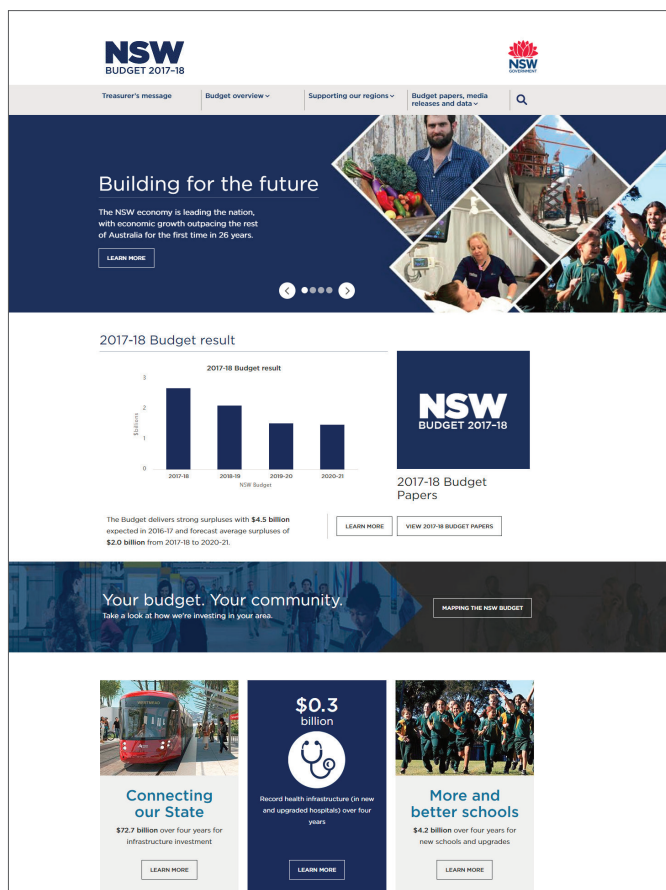 NSW
BUDGET 2017–18
NSW
GOVERNMENT
Treasurer's message
Budget overview
Supporting our regions
Budget papers, media
releases and data
Building for the future
The NSW economy is leading the nation,
with economic growth outpacing the rest
of Australia for the first time in 26 years.
LEARN MORE
2017-18 Budget result
2017-18 Budget result
3
2
1
0
$billions
2017-18
2018-19
2019-20
2020-21
NSW Budget
NSW
BUDGET 2017–18
2017-18 Budget
Papers
The Budget delivers strong surpluses with $4.5 billion
expected in 2016-17 and forecast average surpluses of
$2.0 billion from 2017-18 to 2020-21.
LEARN MORE
VIEW 2017-18 BUDGET PAPERS
Your budget. Your community.
Take a look at how we're investing in your area.
MAPPING THE NSW BUDGET
Connecting
our State
$72.7 billion over four years for
infrastructure investment
LEARN MORE
$0.3
billion
Record health infrastructure (in new
and upgraded hospitals) over four
years
LEARN MORE
More and
better schools
$4.2 billion over four years for
new schools and upgrades
LEARN MORE